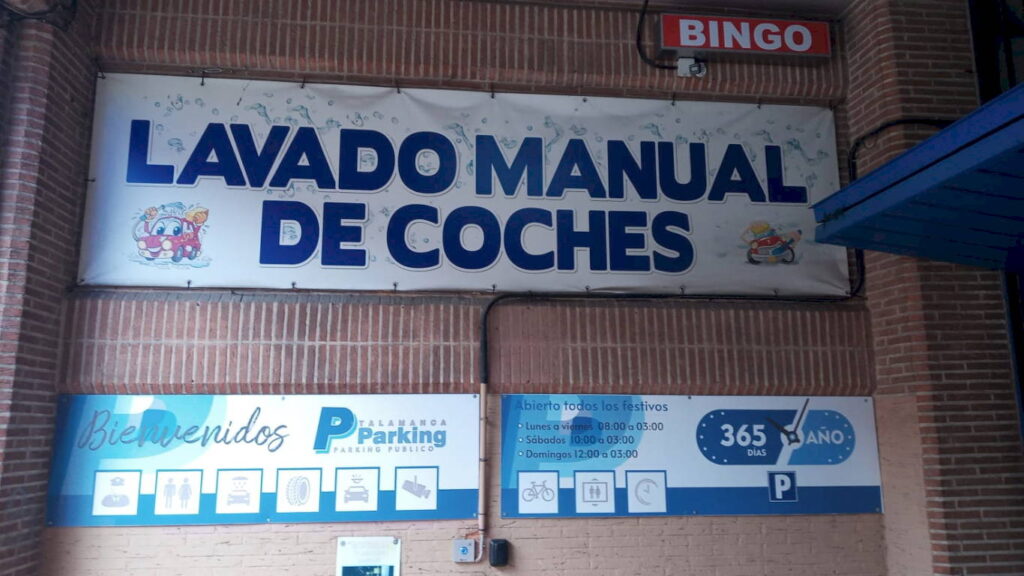 BINGO
LAVADO MANUAL
DE COCHES
Bienvenidos
P TALAMANCA
Parking
PARKING PUBLICO
Abierto todos los festivos
• Lunes a viernes 08:00 a 03:00
• Sábados 10:00 a 03:00
• Domingos 12:00 a 03:00
365 AÑO
DÍAS
P